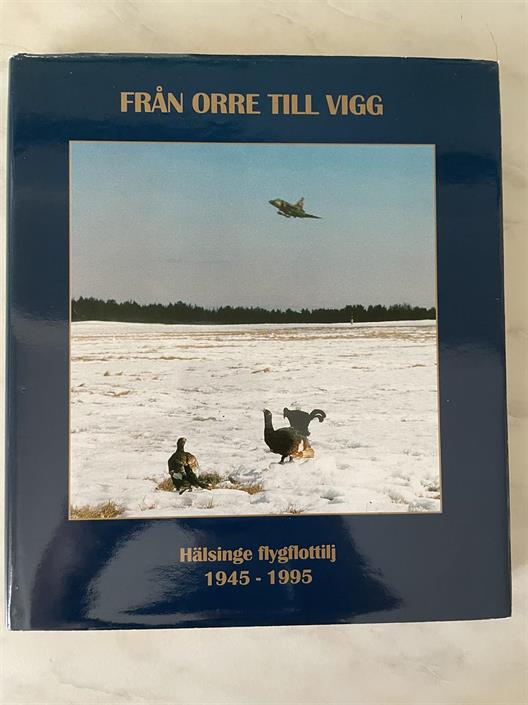 FRÅN ORRE TILL VIGG
Hälsinge flygflottilj
1945 - 1995